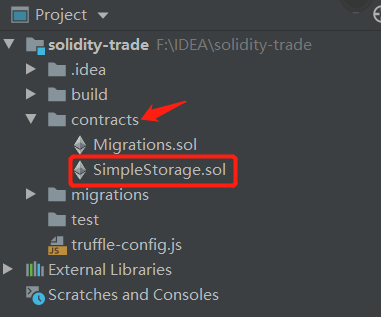 Project
solidity-trade F:\IDEA\solidity-trade
.idea
build
contracts
Migrations.sol
SimpleStorage.sol
migrations
test
truffle-config.js
External Libraries
Scratches and Consoles